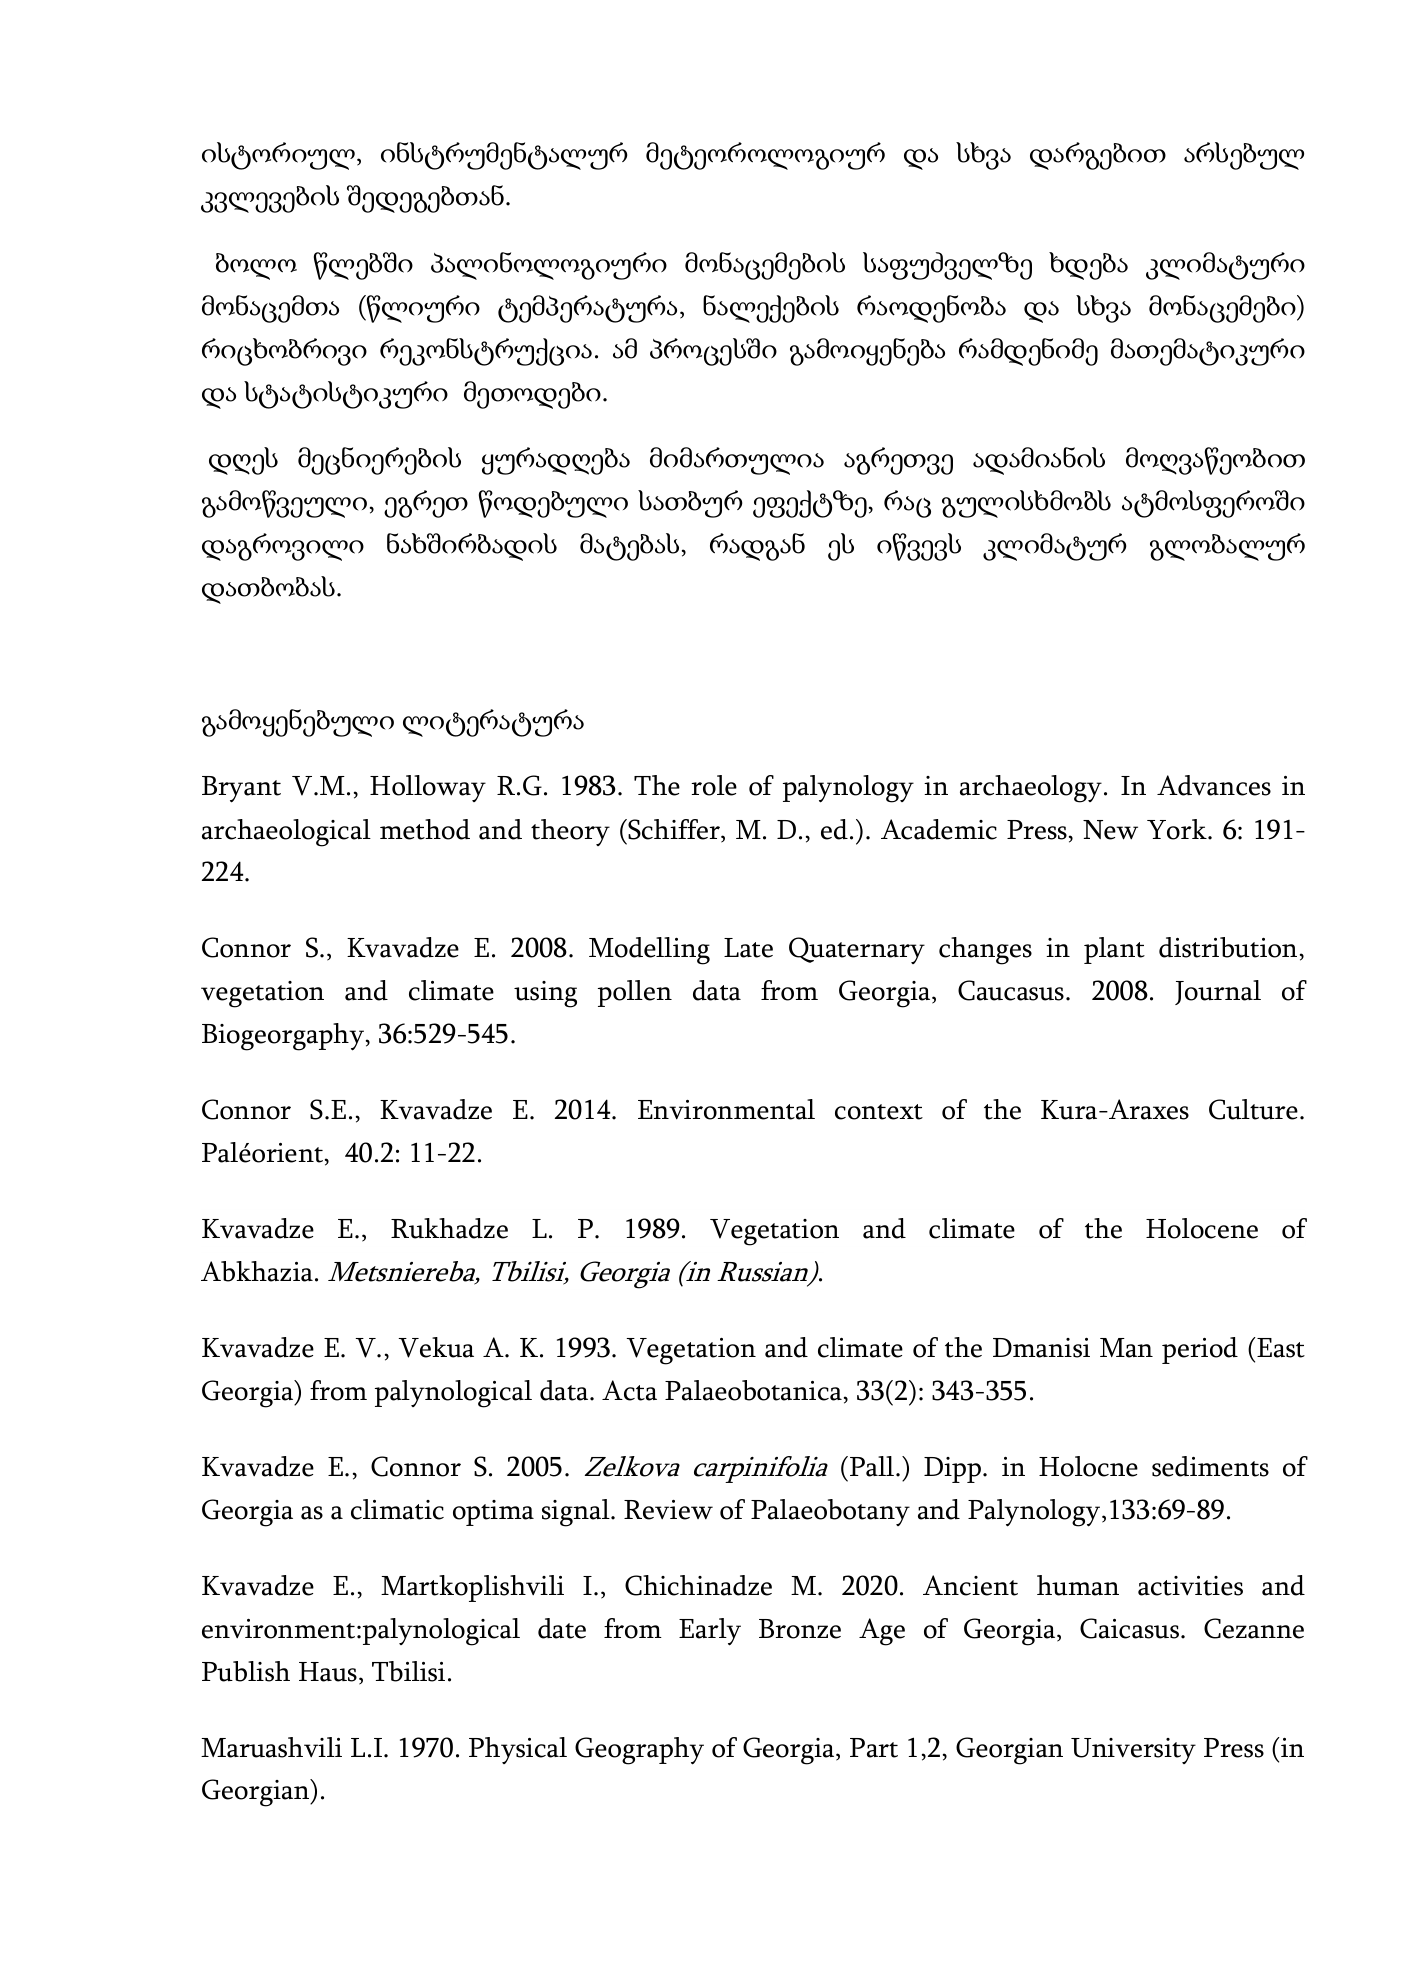 ისტორიულ, ინსტრუმენტალურ მეტეოროლოგიურ და სხვა დარგებით არსებულ
კვლევების შედეგებთან.
ბოლო წლებში პალინოლოგიური მონაცემების საფუძველზე ხდება კლიმატური
მონაცემთა (წლიური ტემპერატურა, ნალექების რაოდენობა და სხვა მონაცემები)
რიცხობრივი რეკონსტრუქცია. ამ პროცესში გამოიყენება რამდენიმე მათემატიკური
და სტატისტიკური მეთოდები.
დღეს მეცნიერების ყურადღება მიმართულია აგრეთვე ადამიანის მოღვაწეობით
გამოწვეული, ეგრეთ წოდებული სათბურ ეფექტზე, რაც გულისხმობს ატმოსფეროში
დაგროვილი ნახშირბადის მატებას, რადგან ეს იწვევს კლიმატურ გლობალურ
დათბობას.
გამოყენებული ლიტერატურა
Bryant V.M., Holloway R.G. 1983. The role of palynology in archaeology. In Advances in
archaeological method and theory (Schiffer, M. D., ed.). Academic Press, New York. 6: 191-
224.
Connor S., Kvavadze E. 2008. Modelling Late Quaternary changes in plant distribution,
vegetation and climate using pollen data from Georgia, Caucasus. 2008. Journal of
Biogeorgaphy, 36:529-545.
Connor S.E., Kvavadze E. 2014. Environmental context of the Kura-Araxes Culture.
Paléorient, 40.2: 11-22.
Kvavadze E., Rukhadze L. P. 1989. Vegetation and climate of the Holocene of
Abkhazia. Metsniereba, Tbilisi, Georgia (in Russian).
Kvavadze E. V., Vekua A. K. 1993. Vegetation and climate of the Dmanisi Man period (East
Georgia) from palynological data. Acta Palaeobotanica, 33(2): 343-355.
Kvavadze E., Connor S. 2005. Zelkova carpinifolia (Pall.) Dipp. in Holocne sediments of
Georgia as a climatic optima signal. Review of Palaeobotany and Palynology,133:69-89.
Kvavadze E., Martkoplishvili I., Chichinadze M. 2020. Ancient human activities and
environment:palynological date from Early Bronze Age of Georgia, Caicasus. Cezanne
Publish Haus, Tbilisi.
Maruashvili L.I. 1970. Physical Geography of Georgia, Part 1,2, Georgian University Press (in
Georgian).